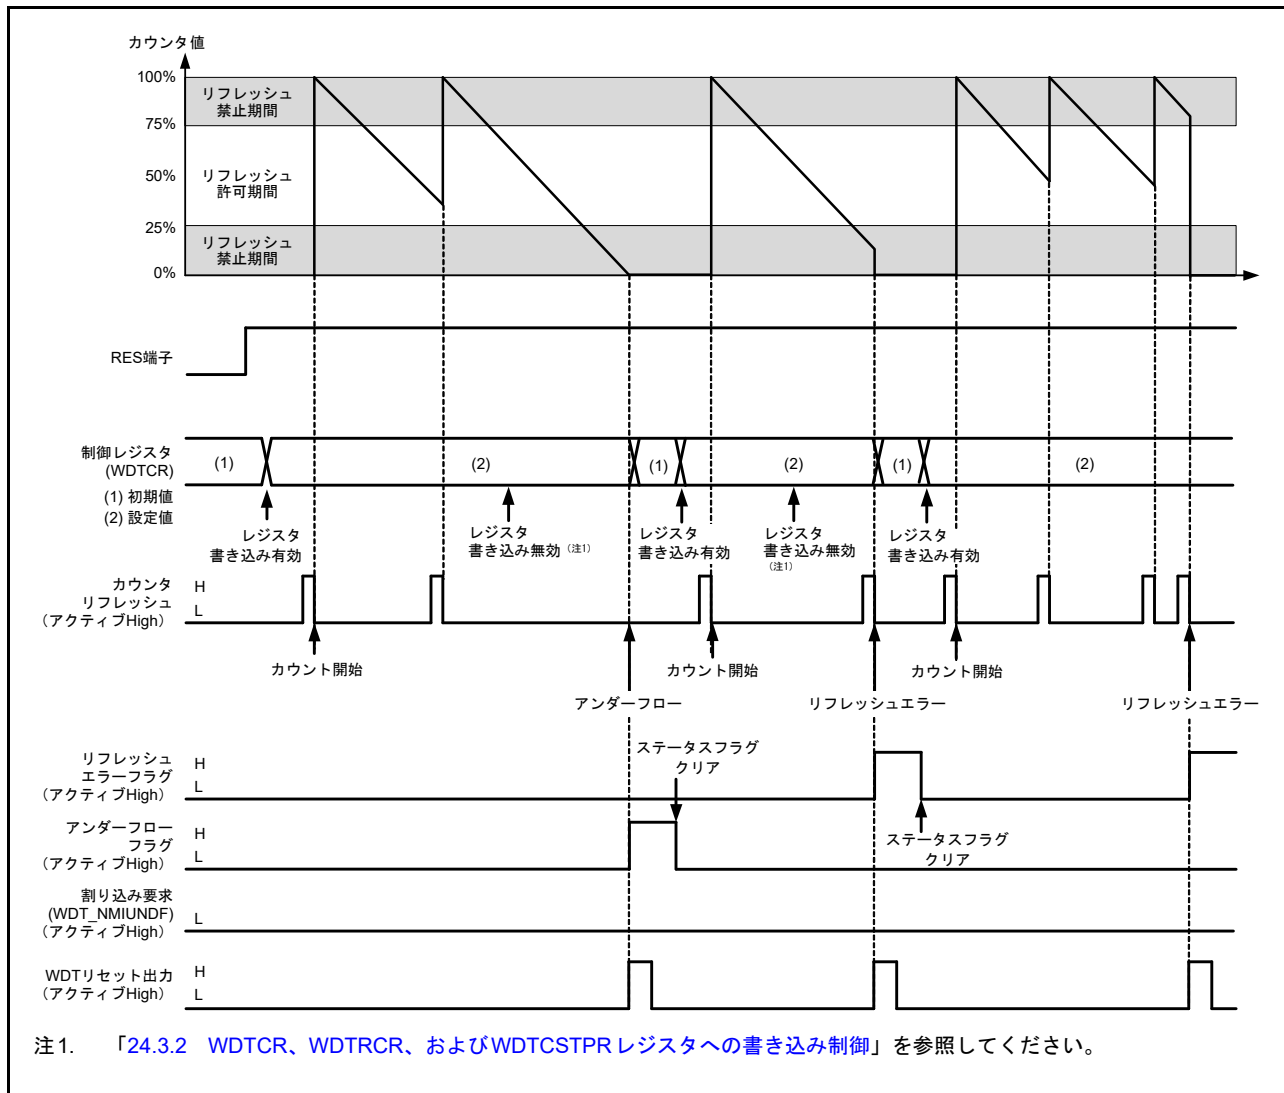 カウンタ値
100%
リフレッシュ
禁止期間
75%
50%
リフレッシュ
許可期間
25%
リフレッシュ
禁止期間
0%
RES端子
制御レジスタ
(WDTCR)
(1) 初期値
(2) 設定値
(1)
(2)
(1)
(2)
(1)
(2)
レジスタ
書き込み有効
レジスタ
書き込み無効（注1）
レジスタ
書き込み有効
レジスタ
書き込み無効
（注1）
レジスタ
書き込み有効
カウンタ
リフレッシュ
（アクティブHigh）
H
L
カウント開始
カウント開始
カウント開始
アンダーフロー
リフレッシュエラー
リフレッシュエラー
リフレッシュ
エラーフラグ
（アクティブHigh）
H
L
ステータスフラグ
クリア
アンダーフロー
フラグ
（アクティブHigh）
H
L
ステータスフラグ
クリア
割り込み要求
(WDT_NMIUNDF)
（アクティブHigh）
L
WDTリセット出力
（アクティブHigh）
H
L
注1. 「24.3.2 WDTCR、WDTRCR、およびWDTCSTPRレジスタへの書き込み制御」を参照してください。